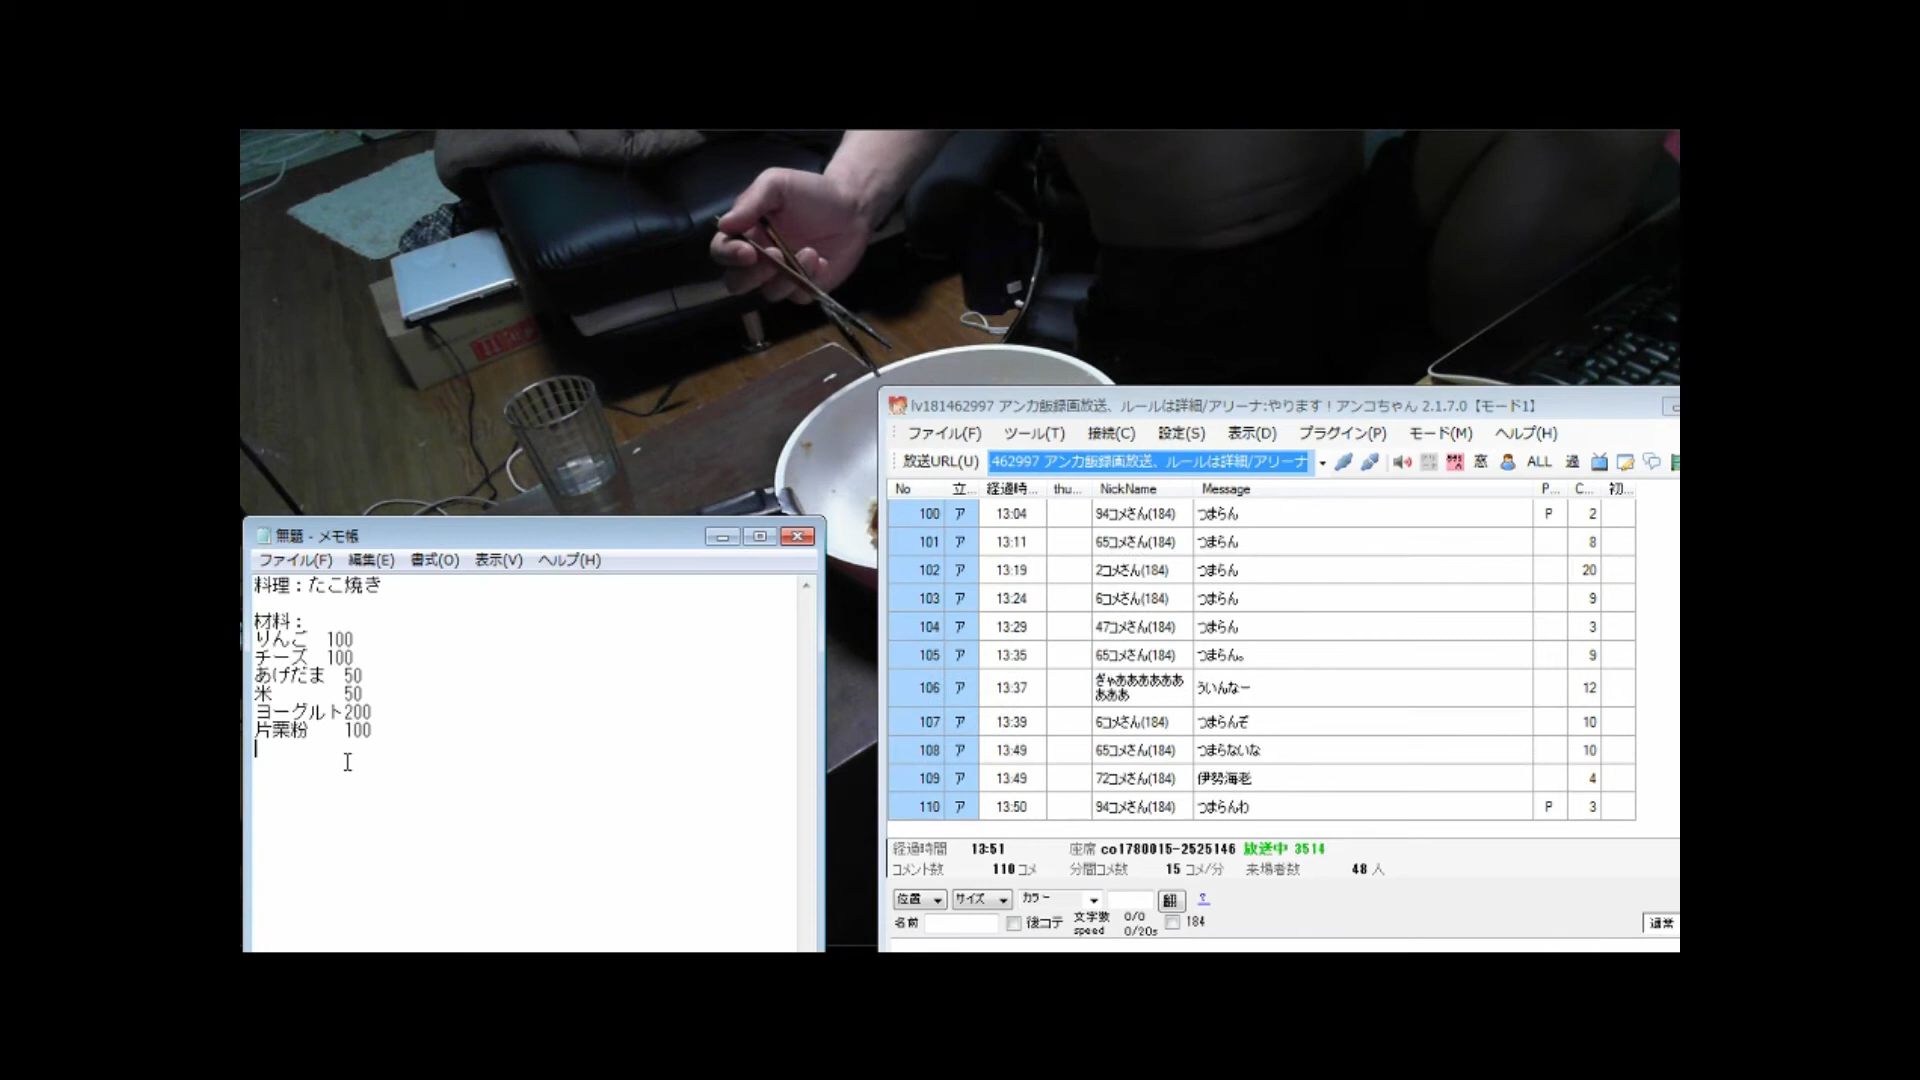 lv181462997 アンカ飯録画放送、ルールは詳細/アリーナ:やります！アンコちゃん 2.1.7.0【モード1】
ファイル(F) ツール(T) 接続(C) 設定(S) 表示(D) プラグイン(P) モード(M) ヘルプ(H)
放送URL(U) 462997 アンカ飯録画放送、ルールは詳細/アリーナ 窓 ALL 過
No 立... 経過時... thu... NickName Message P... C... 初...
100 ア 13:04 94コメさん(184) つまらん P 2
101 ア 13:11 65コメさん(184) つまらん 8
102 ア 13:19 2コメさん(184) つまらん 20
103 ア 13:24 6コメさん(184) つまらん 9
104 ア 13:29 47コメさん(184) つまらん 3
105 ア 13:35 65コメさん(184) つまらん。 9
106 ア 13:37 ぎゃああああああああああ ういんなー 12
107 ア 13:39 6コメさん(184) つまらんぞ 10
108 ア 13:49 65コメさん(184) つまらないな 10
109 ア 13:49 72コメさん(184) 伊勢海老 4
110 ア 13:50 94コメさん(184) つまらんわ P 3
経過時間 13:51 座席 co1780015-2525146 放送中 3514
コメント数 110 コメ 分間コメ数 15 コメ/分 来場者数 48 人
位置 サイズ カラー 翻 ?
名前 後コテ 文字数 0/0 184 通常
speed 0/20s
無題 - メモ帳
ファイル(F) 編集(E) 書式(O) 表示(V) ヘルプ(H)
料理：たこ焼き
材料：
りんご 100
チーズ 100
あげだま 50
米 50
ヨーグルト200
片栗粉 100